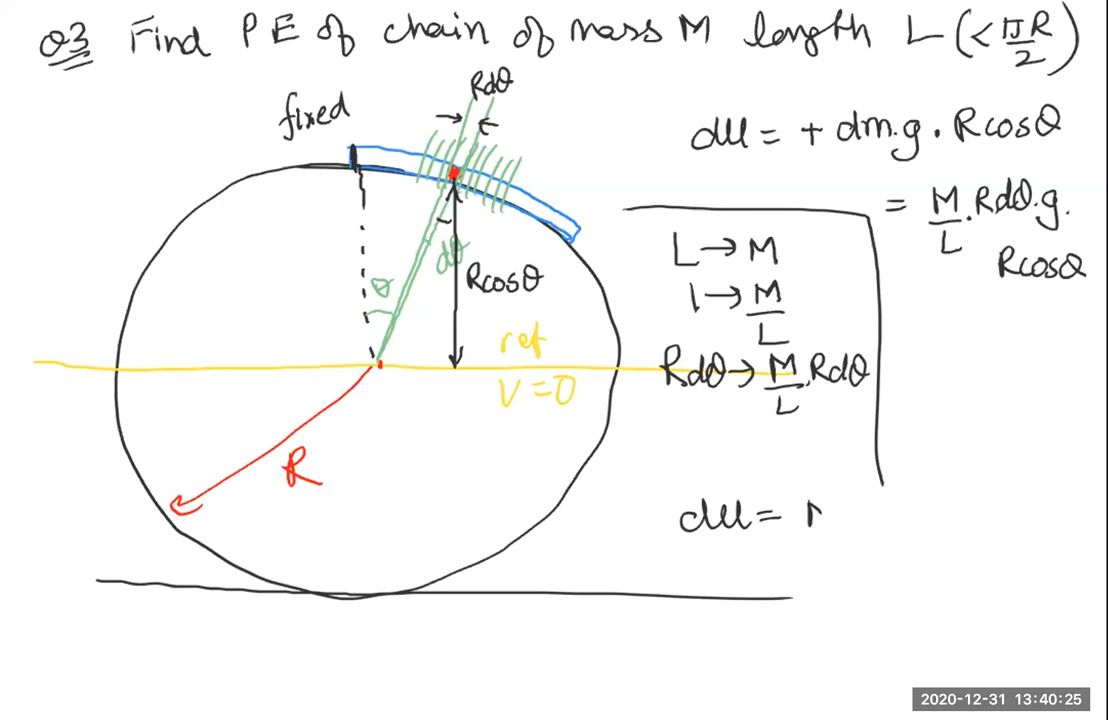 Q3 Find PE of chain of mass M length L (< πR/2)
Rdθ
fixed
dU = + dm.g . Rcosθ
= M/L . Rdθ.g.
Rcosθ
L → M
1 → M/L
Rdθ → M/L . Rdθ
θ
dθ
Rcosθ
ref
V = 0
R
dU =
2020-12-31 13:40:25